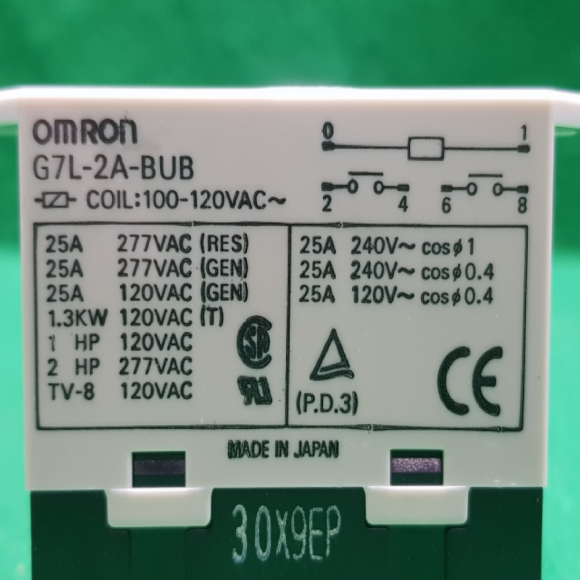 OMRON
G7L-2A-BUB
COIL:100-120VAC~
0 1
2 4 6 8
25A 277VAC (RES)
25A 277VAC (GEN)
25A 120VAC (GEN)
1.3KW 120VAC (T)
1 HP 120VAC
2 HP 277VAC
TV-8 120VAC
25A 240V~ cosϕ1
25A 240V~ cosϕ0.4
25A 120V~ cosϕ0.4
(P.D.3)
CE
MADE IN JAPAN
30X9EP